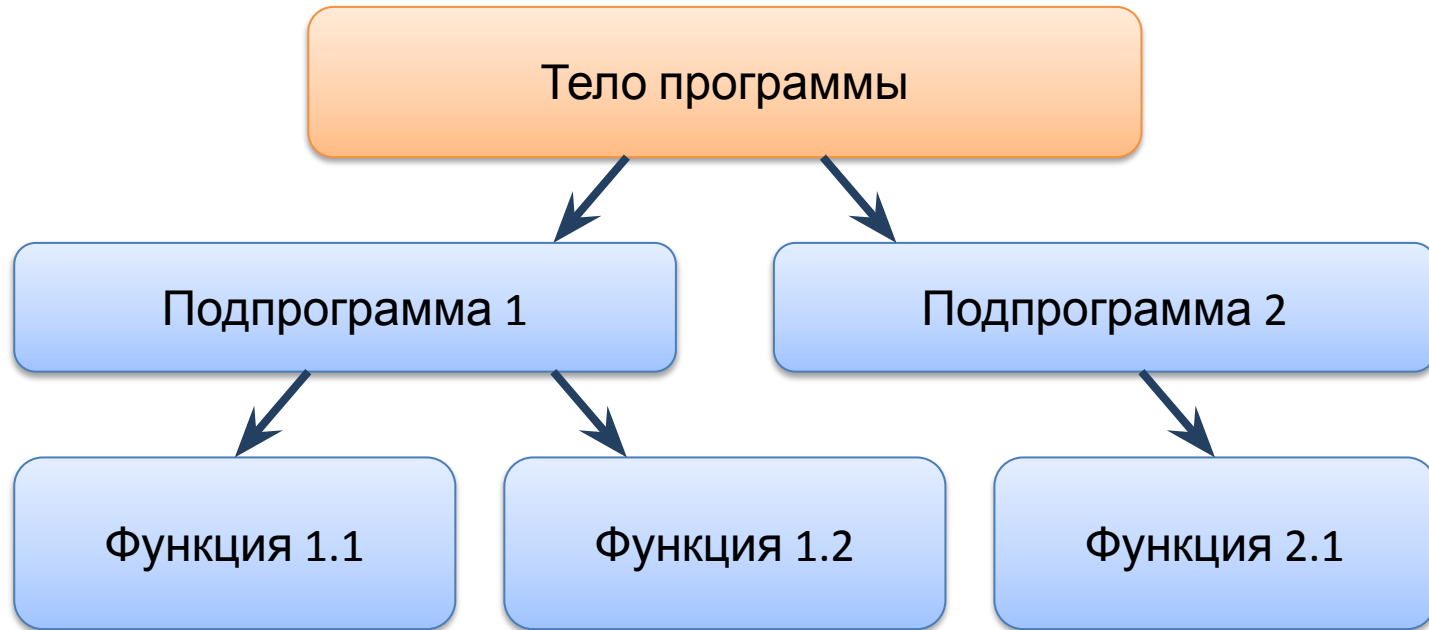 Тело программы
Подпрограмма 1
Подпрограмма 2
Функция 1.1
Функция 1.2
Функция 2.1